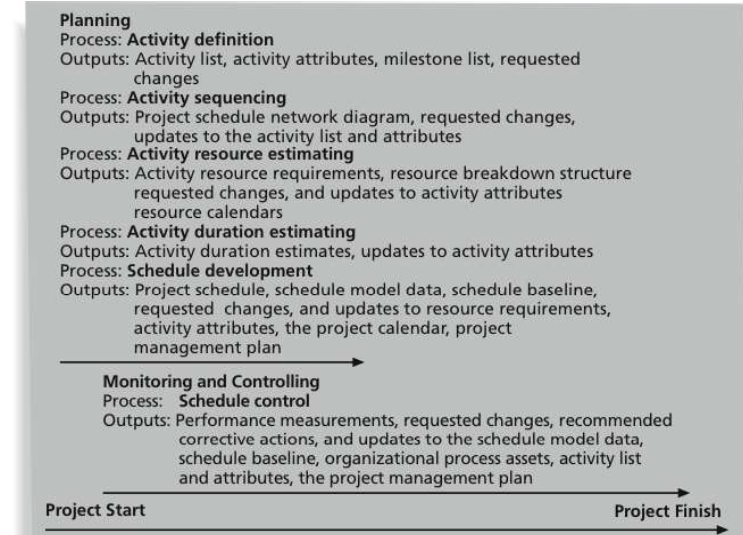 Planning
Process: Activity definition
Outputs: Activity list, activity attributes, milestone list, requested
changes
Process: Activity sequencing
Outputs: Project schedule network diagram, requested changes,
updates to the activity list and attributes
Process: Activity resource estimating
Outputs: Activity resource requirements, resource breakdown structure
requested changes, and updates to activity attributes
resource calendars
Process: Activity duration estimating
Outputs: Activity duration estimates, updates to activity attributes
Process: Schedule development
Outputs: Project schedule, schedule model data, schedule baseline,
requested changes, and updates to resource requirements,
activity attributes, the project calendar, project
management plan
Monitoring and Controlling
Process: Schedule control
Outputs: Performance measurements, requested changes, recommended
corrective actions, and updates to the schedule model data,
schedule baseline, organizational process assets, activity list
and attributes, the project management plan
Project Start Project Finish